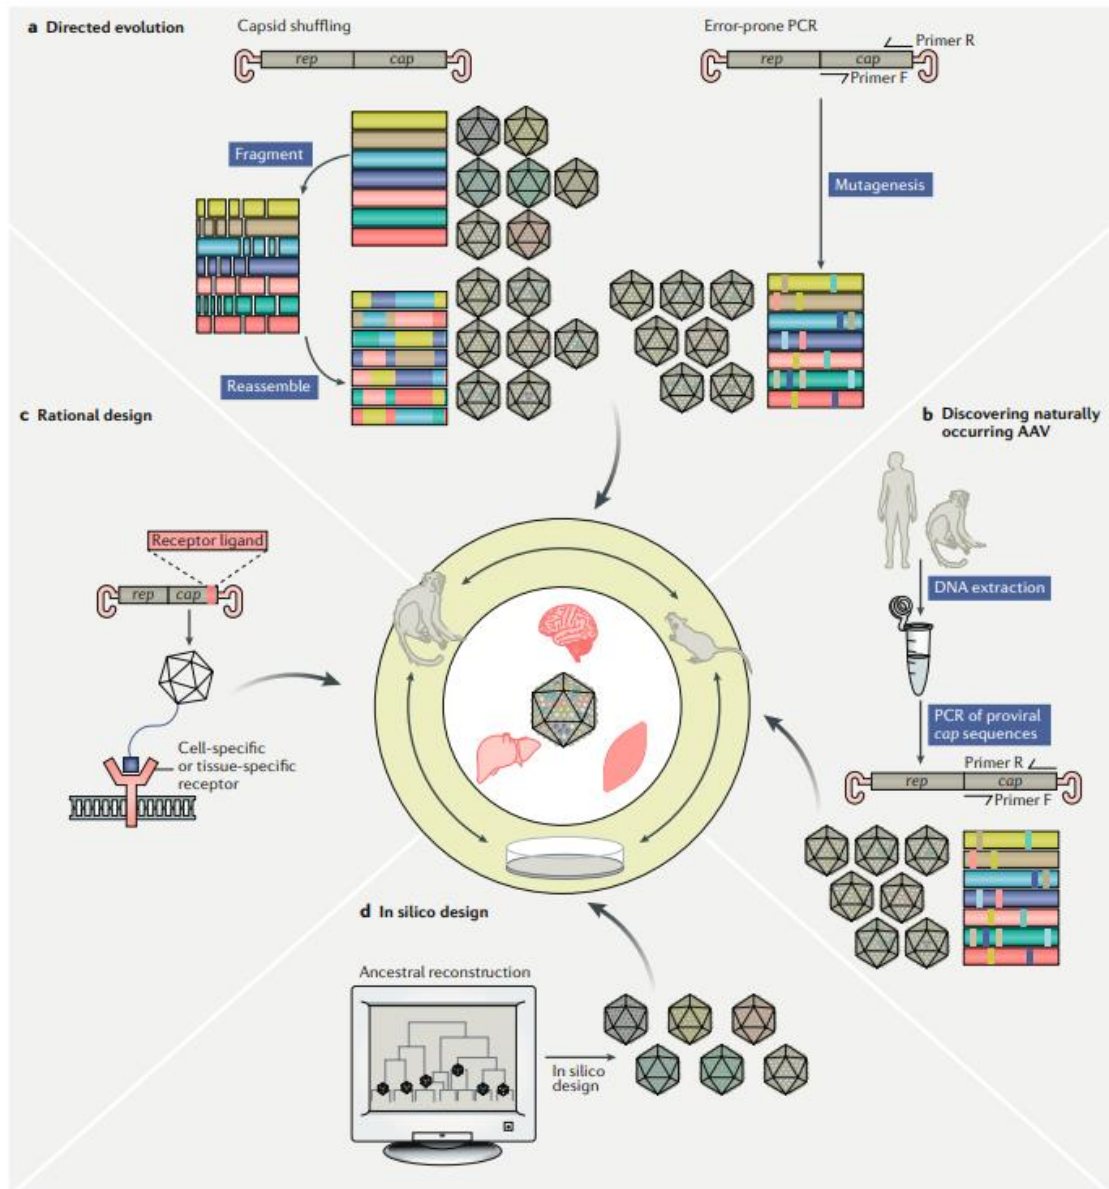 a Directed evolution
Capsid shuffling
rep
cap
Fragment
Reassemble
Error-prone PCR
Primer R
rep
cap
Primer F
Mutagenesis
b Discovering naturally
occurring AAV
DNA extraction
PCR of proviral
cap sequences
Primer R
rep
cap
Primer F
c Rational design
Receptor ligand
rep
cap
Cell-specific
or tissue-specific
receptor
d In silico design
Ancestral reconstruction
In silico
design